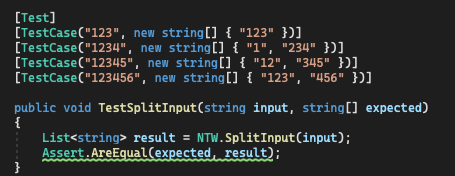 [Test]
[TestCase("123", new string[] { "123" })]
[TestCase("1234", new string[] { "1", "234" })]
[TestCase("12345", new string[] { "12", "345" })]
[TestCase("123456", new string[] { "123", "456" })]
public void TestSplitInput(string input, string[] expected)
{
List<string> result = NTW.SplitInput(input);
Assert.AreEqual(expected, result);
}